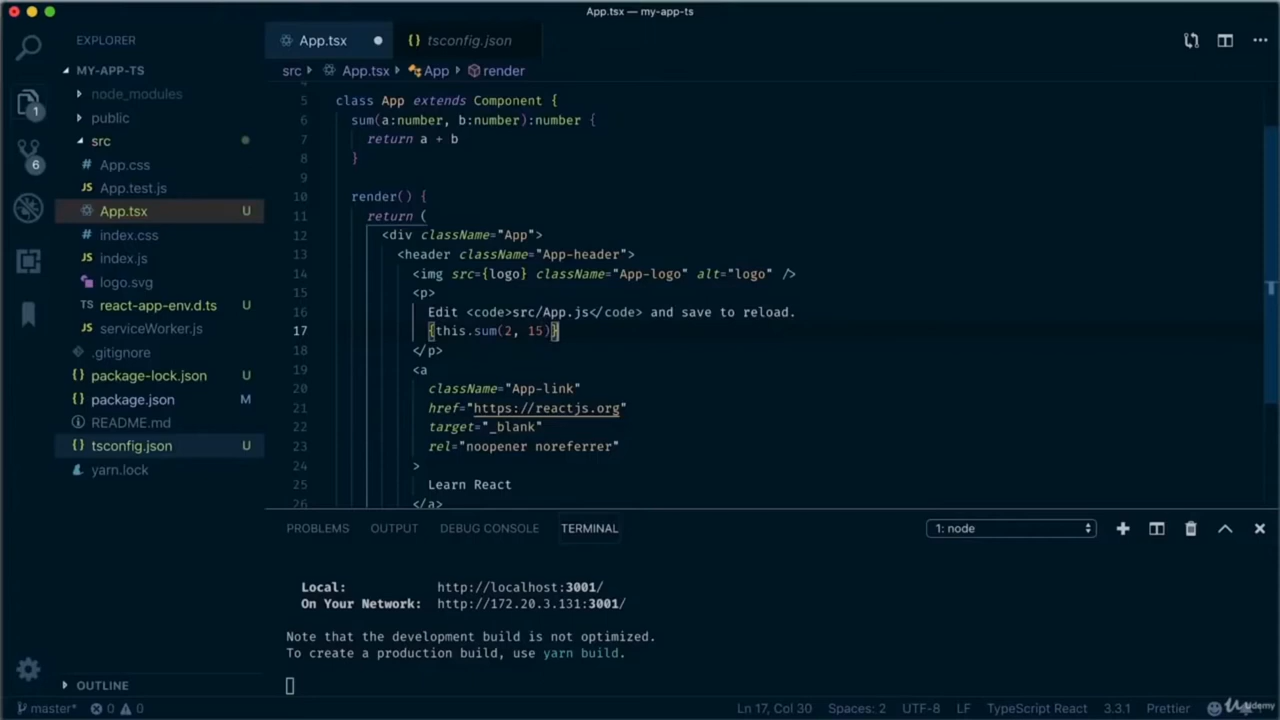 App.tsx — my-app-ts
EXPLORER
App.tsx
{} tsconfig.json
MY-APP-TS
node_modules
public
src
# App.css
JS App.test.js
App.tsx U
# index.css
JS index.js
logo.svg
TS react-app-env.d.ts U
JS serviceWorker.js
.gitignore
{} package-lock.json U
{} package.json M
README.md
{} tsconfig.json U
yarn.lock
OUTLINE
1
6
src App.tsx App render
4
5 class App extends Component {
6 sum(a:number, b:number):number {
7 return a + b
8 }
9
10 render() {
11 return (
12 <div className="App">
13 <header className="App-header">
14 <img src={logo} className="App-logo" alt="logo" />
15 <p>
16 Edit <code>src/App.js</code> and save to reload.
17 {this.sum(2, 15)}
18 </p>
19 <a
20 className="App-link"
21 href="https://reactjs.org"
22 target="_blank"
23 rel="noopener noreferrer"
24 >
25 Learn React
26 </a>
PROBLEMS OUTPUT DEBUG CONSOLE TERMINAL
1: node
Local: http://localhost:3001/
On Your Network: http://172.20.3.131:3001/
Note that the development build is not optimized.
To create a production build, use yarn build.
master* 0 0
Ln 17, Col 30 Spaces: 2 UTF-8 LF TypeScript React 3.3.1 Prettier
Udemy